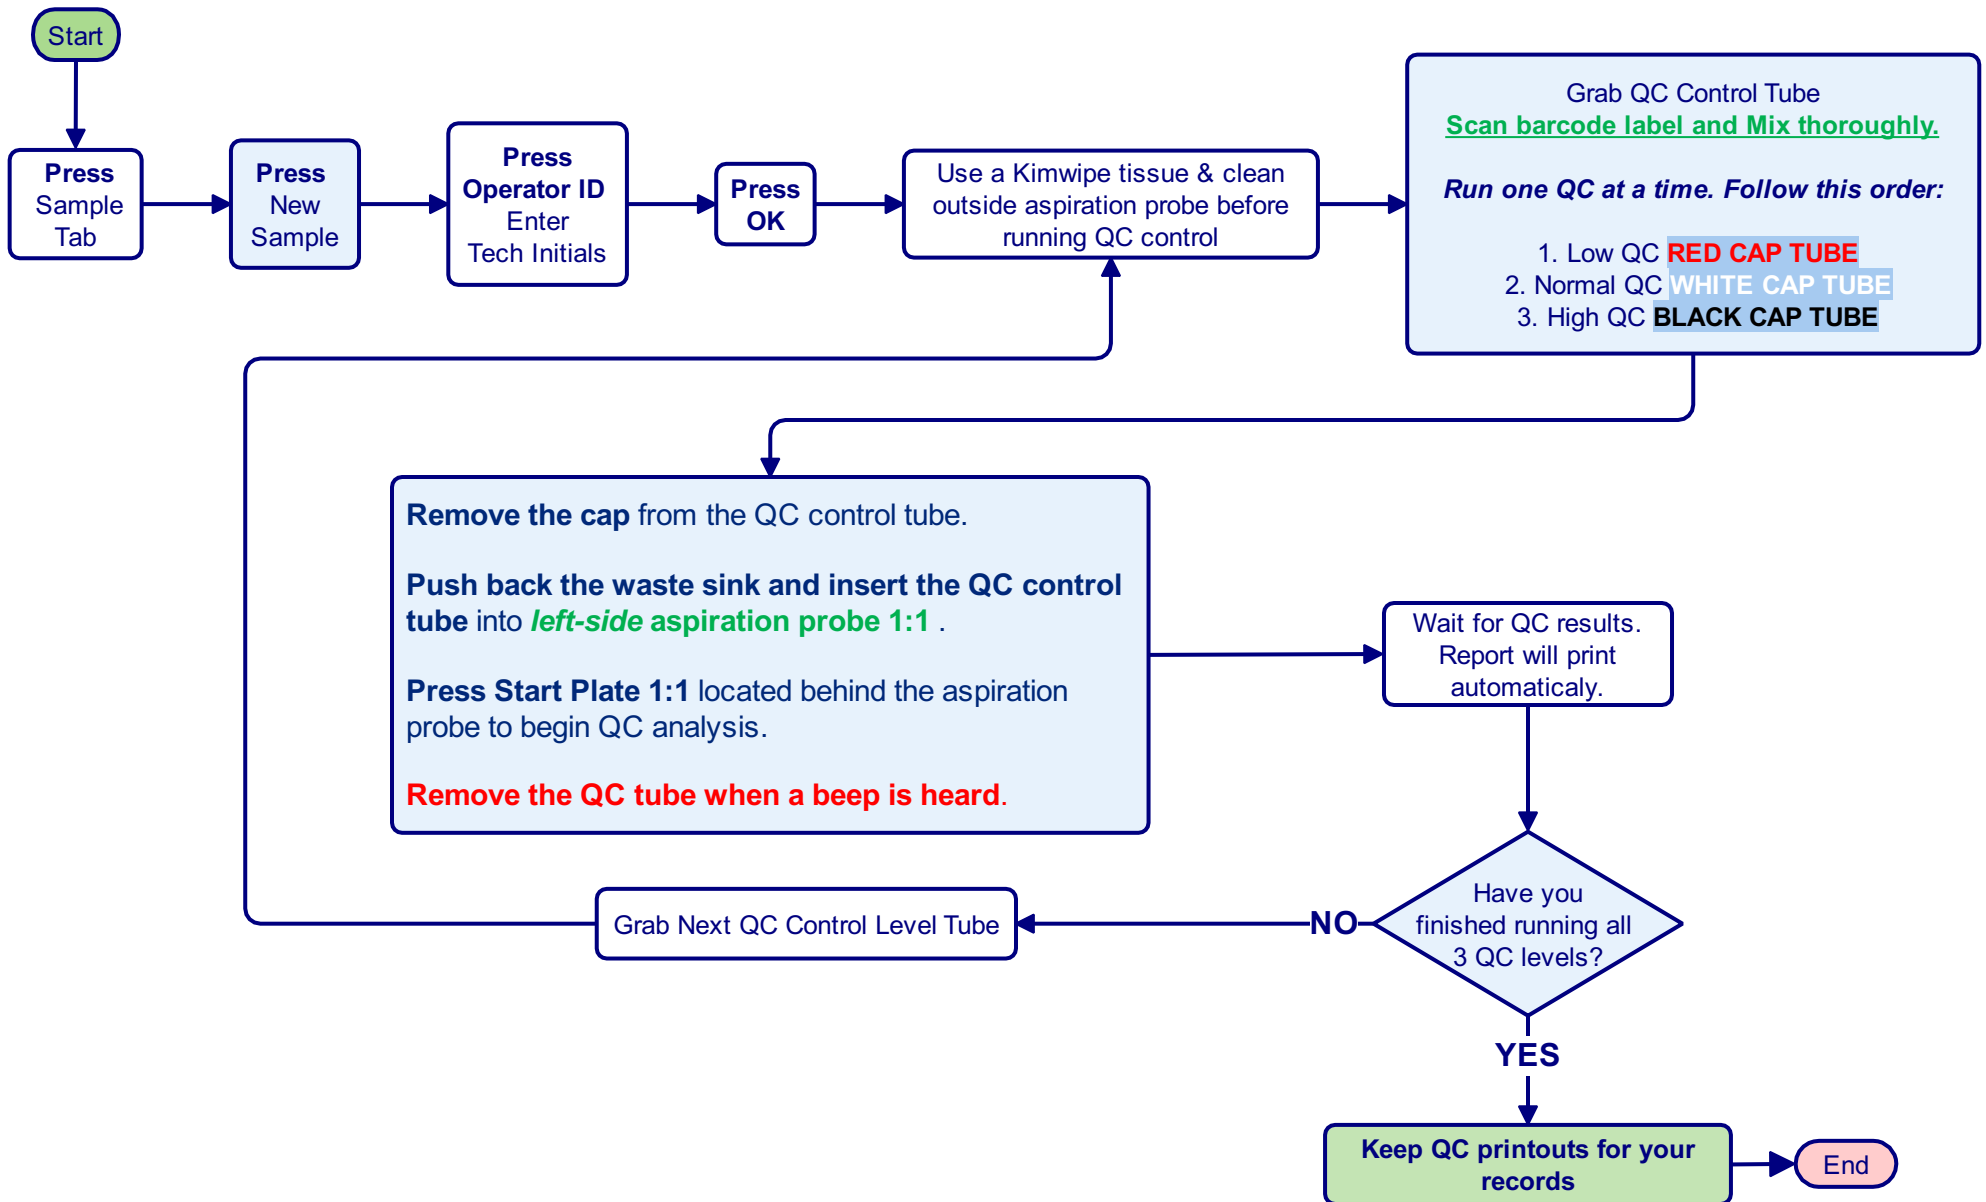 Start
Press
Sample
Tab
Press
New
Sample
Press
Operator ID
Enter
Tech Initials
Press
OK
Use a Kimwipe tissue & clean
outside aspiration probe before
running QC control
Grab QC Control Tube
Scan barcode label and Mix thoroughly.
Run one QC at a time. Follow this order:
1. Low QC RED CAP TUBE
2. Normal QC WHITE CAP TUBE
3. High QC BLACK CAP TUBE
Remove the cap from the QC control tube.
Push back the waste sink and insert the QC control
tube into left-side aspiration probe 1:1 .
Press Start Plate 1:1 located behind the aspiration
probe to begin QC analysis.
Remove the QC tube when a beep is heard.
Wait for QC results.
Report will print
automaticaly.
Have you
finished running all
3 QC levels?
NO
Grab Next QC Control Level Tube
YES
Keep QC printouts for your
records
End